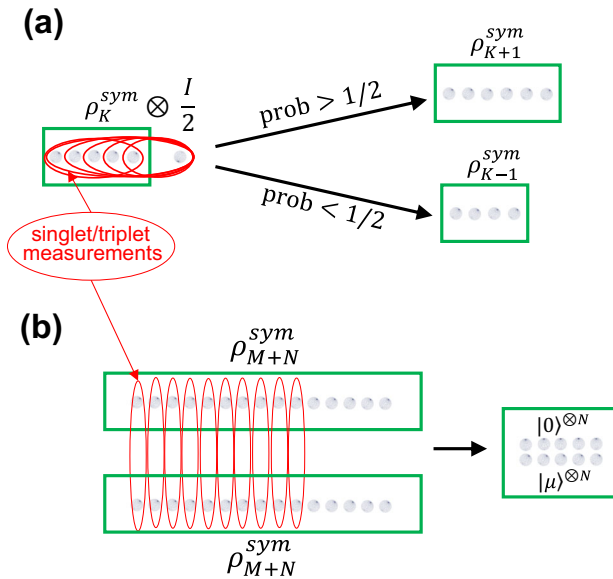 (a)
ρ_{K+1}^{sym}
ρ_K^{sym} ⊗ I/2
prob > 1/2
ρ_{K-1}^{sym}
prob < 1/2
singlet/triplet
measurements
(b)
ρ_{M+N}^{sym}
|0⟩^{⊗N}
|μ⟩^{⊗N}
ρ_{M+N}^{sym}